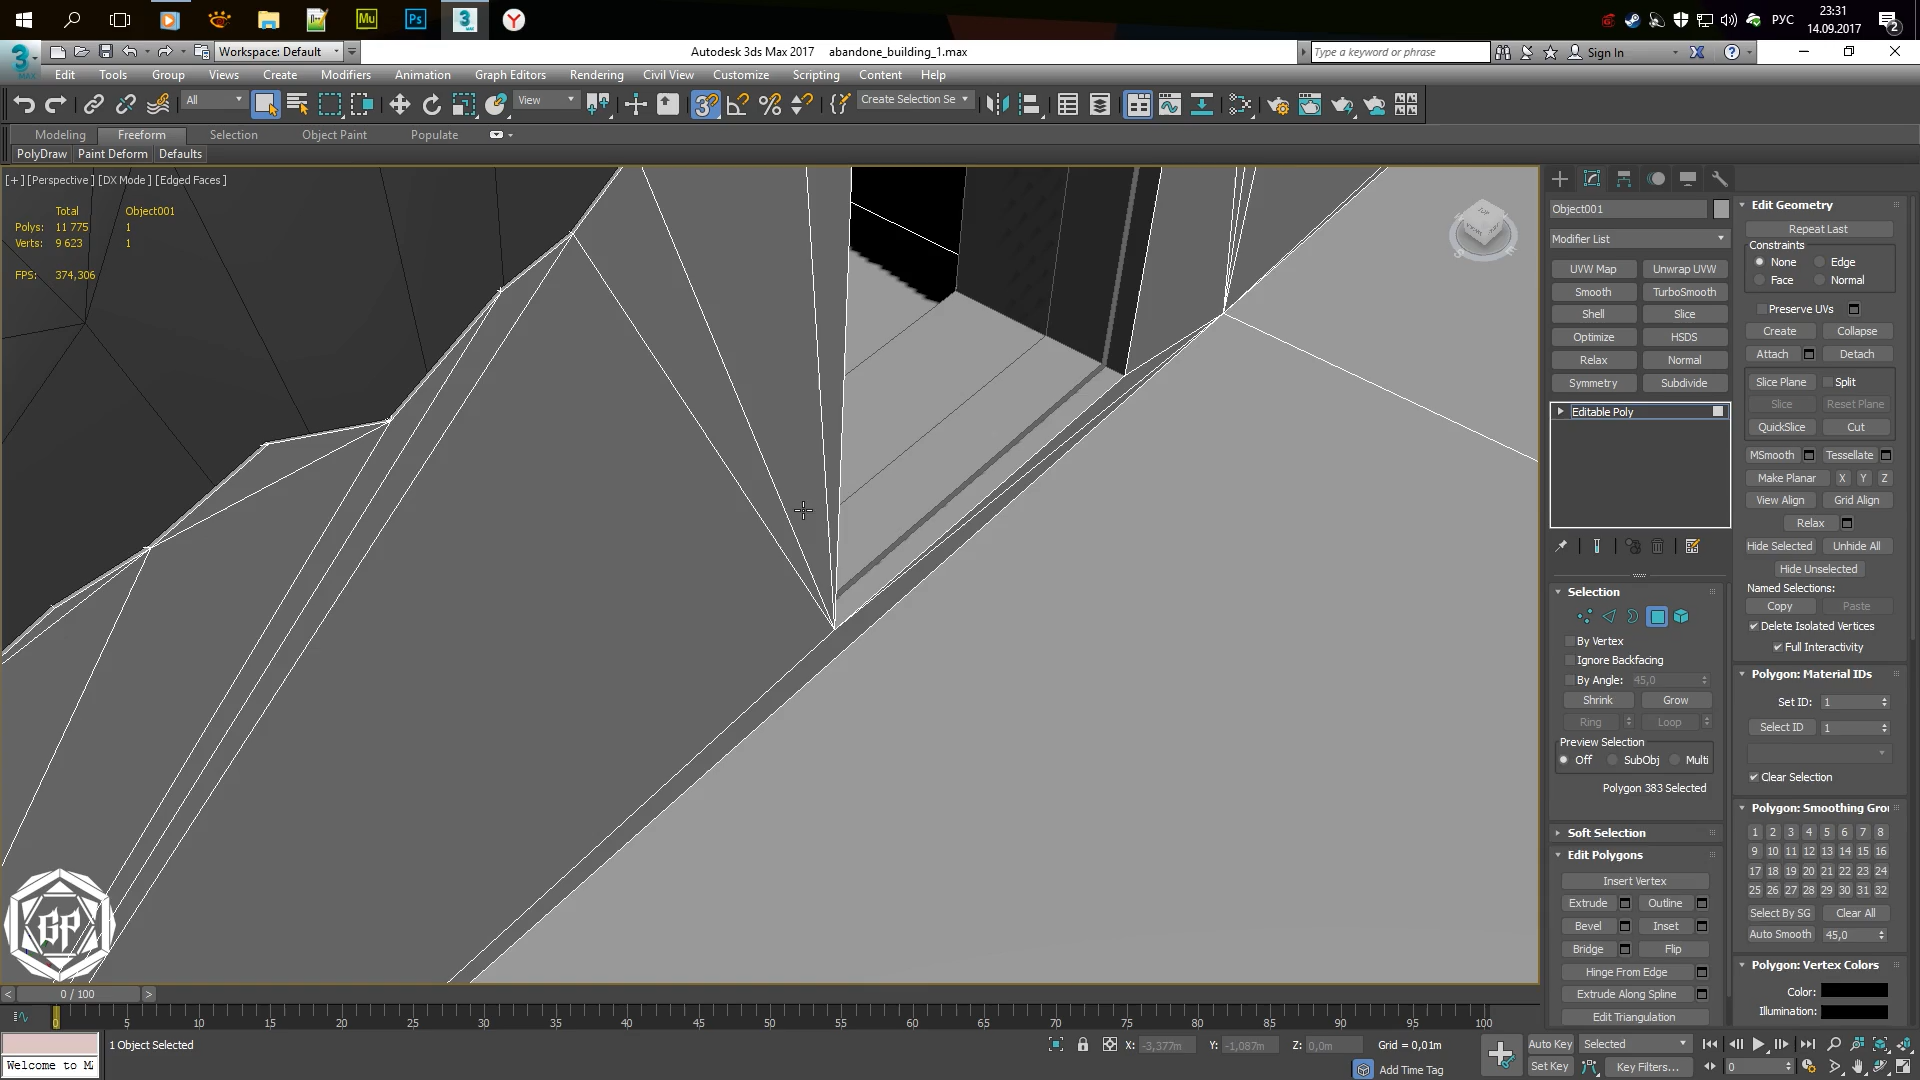 РУС
23:31
14.09.2017
2
Workspace: Default
Autodesk 3ds Max 2017 abandone_building_1.max
Type a keyword or phrase
Sign In
Edit Tools Group Views Create Modifiers Animation Graph Editors Rendering Civil View Customize Scripting Content Help
All
View
Create Selection Se
Modeling Freeform Selection Object Paint Populate
PolyDraw Paint Deform Defaults
[+] [Perspective] [DX Mode] [Edged Faces]
Total Object001
Polys: 11 775 1
Verts: 9 623 1
FPS: 374,306
Object001
Modifier List
UVW Map Unwrap UVW
Smooth TurboSmooth
Shell Slice
Optimize HSDS
Relax Normal
Symmetry Subdivide
Editable Poly
Selection
By Vertex
Ignore Backfacing
By Angle: 45,0
Shrink Grow
Ring Loop
Preview Selection
Off SubObj Multi
Polygon 383 Selected
Soft Selection
Edit Polygons
Insert Vertex
Extrude Outline
Bevel Inset
Bridge Flip
Hinge From Edge
Extrude Along Spline
Edit Triangulation
Edit Geometry
Repeat Last
Constraints
None Edge
Face Normal
Preserve UVs
Create Collapse
Attach Detach
Slice Plane Split
Slice Reset Plane
QuickSlice Cut
MSmooth Tessellate
Make Planar X Y Z
View Align Grid Align
Relax
Hide Selected Unhide All
Hide Unselected
Named Selections:
Copy Paste
Delete Isolated Vertices
Full Interactivity
Polygon: Material IDs
Set ID: 1
Select ID 1
Clear Selection
Polygon: Smoothing Grou
1 2 3 4 5 6 7 8
9 10 11 12 13 14 15 16
17 18 19 20 21 22 23 24
25 26 27 28 29 30 31 32
Select By SG Clear All
Auto Smooth 45,0
Polygon: Vertex Colors
Color:
Illumination:
GP
< 0 / 100 >
0 5 10 15 20 25 30 35 40 45 50 55 60 65 70 75 80 85 90 95 100
1 Object Selected
X: -3,377m Y: -1,087m Z: 0,0m Grid = 0,01m
Auto Key Selected
Welcome to M
Add Time Tag
Set Key Key Filters...
0